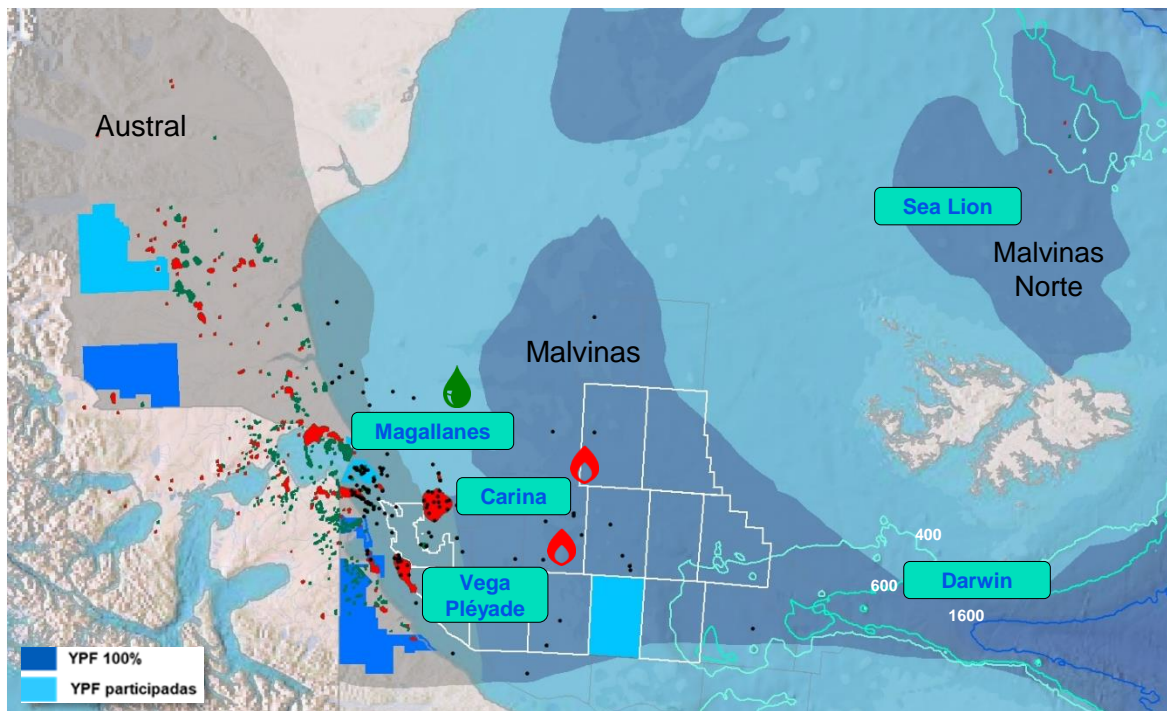 Austral
Sea Lion
Malvinas
Norte
Malvinas
Magallanes
Carina
400
Vega
Pléyade
600
Darwin
1600
YPF 100%
YPF participadas